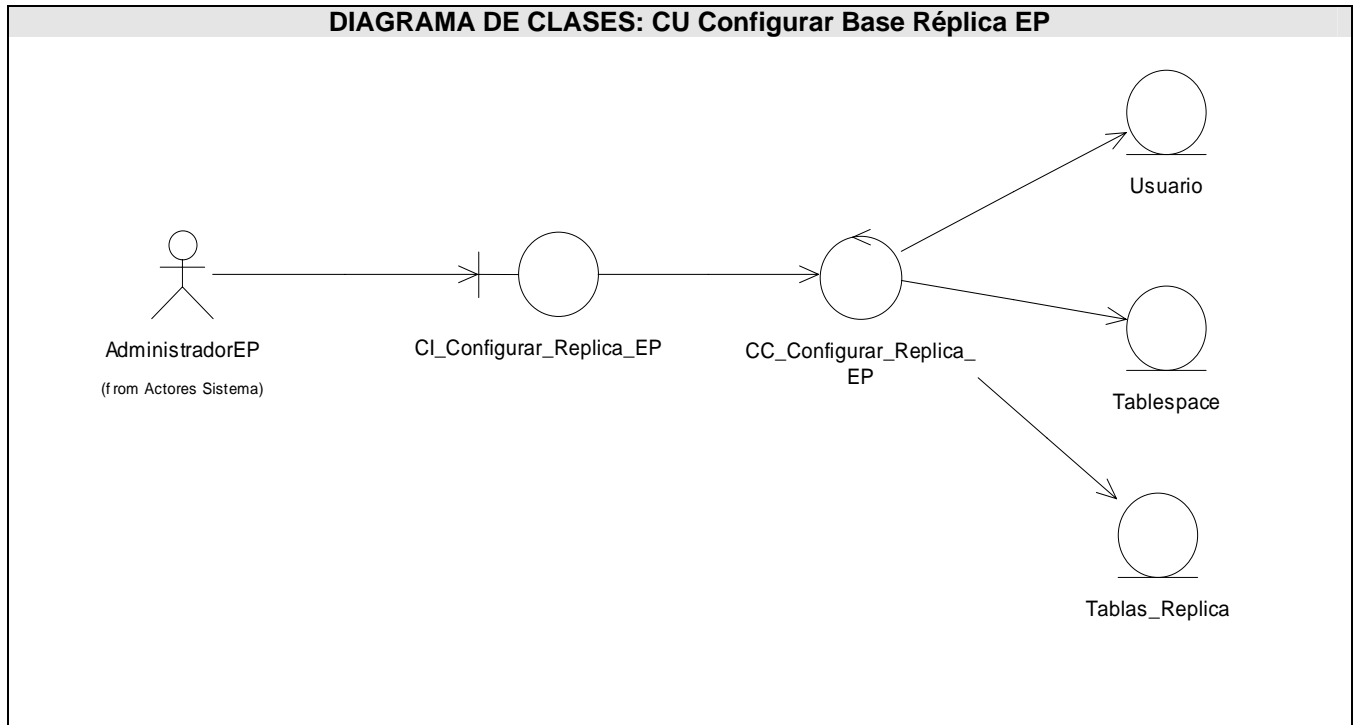 DIAGRAMA DE CLASES: CU Configurar Base Réplica EP
Usuario
AdministradorEP
(from Actores Sistema)
CI_Configurar_Replica_EP
CC_Configurar_Replica_
EP
Tablespace
Tablas_Replica